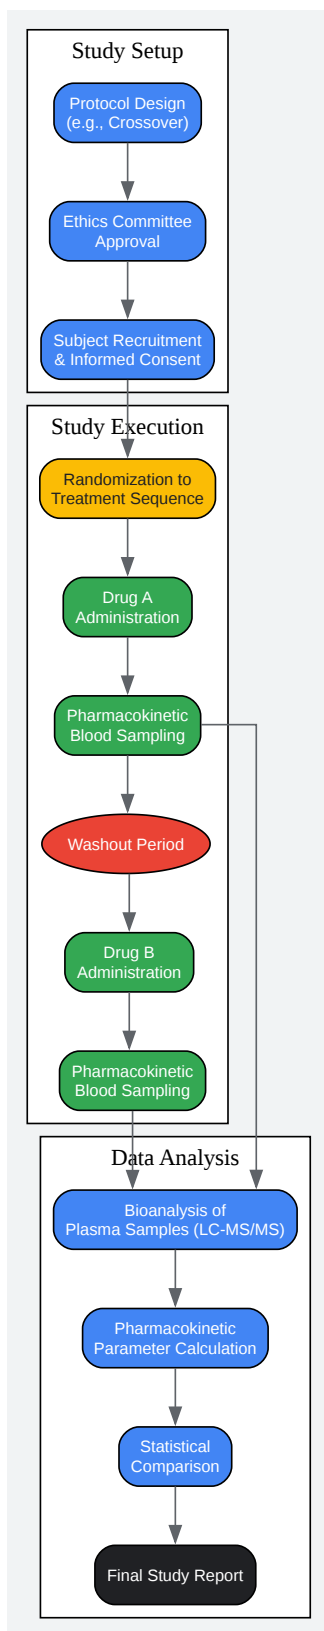 Study Setup
Protocol Design
(e.g., Crossover)
Ethics Committee
Approval
Subject Recruitment
& Informed Consent
Study Execution
Randomization to
Treatment Sequence
Drug A
Administration
Pharmacokinetic
Blood Sampling
Washout Period
Drug B
Administration
Pharmacokinetic
Blood Sampling
Data Analysis
Bioanalysis of
Plasma Samples (LC-MS/MS)
Pharmacokinetic
Parameter Calculation
Statistical
Comparison
Final Study Report